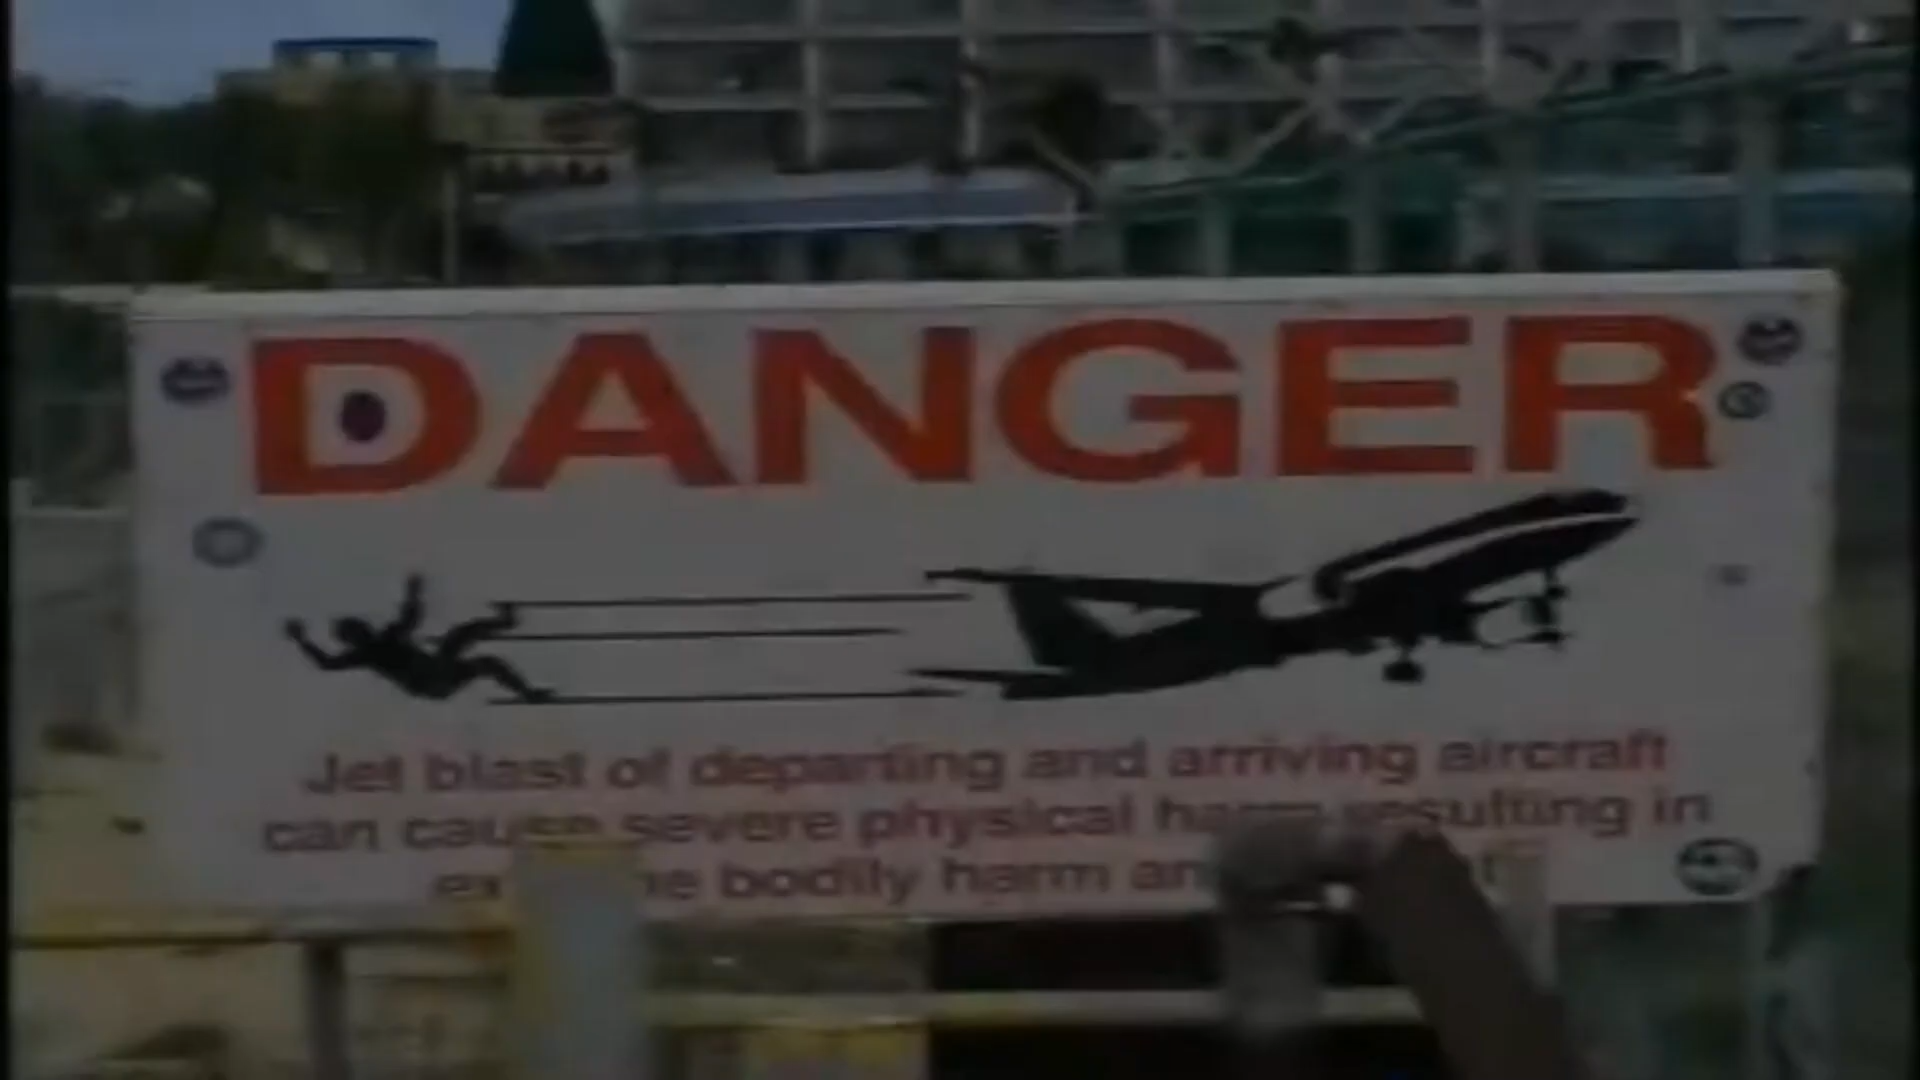 DANGER
Jet blast of departing and arriving aircraft
can cause severe physical harm resulting in
bodily harm